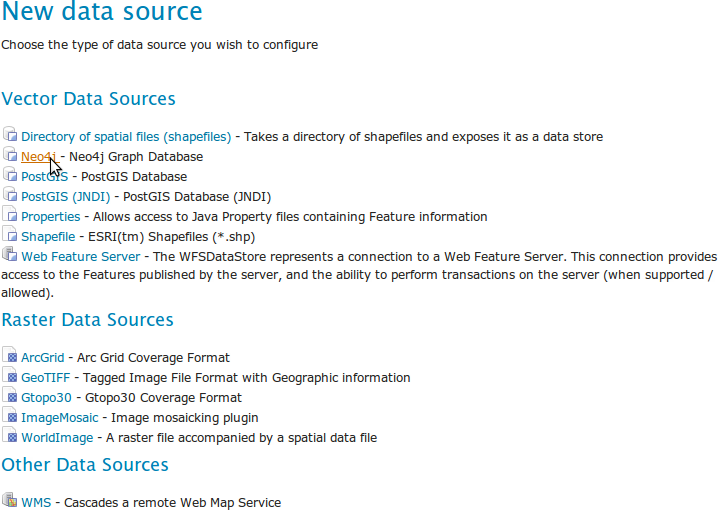 New data source
Choose the type of data source you wish to configure
Vector Data Sources
Directory of spatial files (shapefiles) - Takes a directory of shapefiles and exposes it as a data store
Neo4j - Neo4j Graph Database
PostGIS - PostGIS Database
PostGIS (JNDI) - PostGIS Database (JNDI)
Properties - Allows access to Java Property files containing Feature information
Shapefile - ESRI(tm) Shapefiles (*.shp)
Web Feature Server - The WFSDataStore represents a connection to a Web Feature Server. This connection provides
access to the Features published by the server, and the ability to perform transactions on the server (when supported /
allowed).
Raster Data Sources
ArcGrid - Arc Grid Coverage Format
GeoTIFF - Tagged Image File Format with Geographic information
Gtopo30 - Gtopo30 Coverage Format
ImageMosaic - Image mosaicking plugin
WorldImage - A raster file accompanied by a spatial data file
Other Data Sources
WMS - Cascades a remote Web Map Service